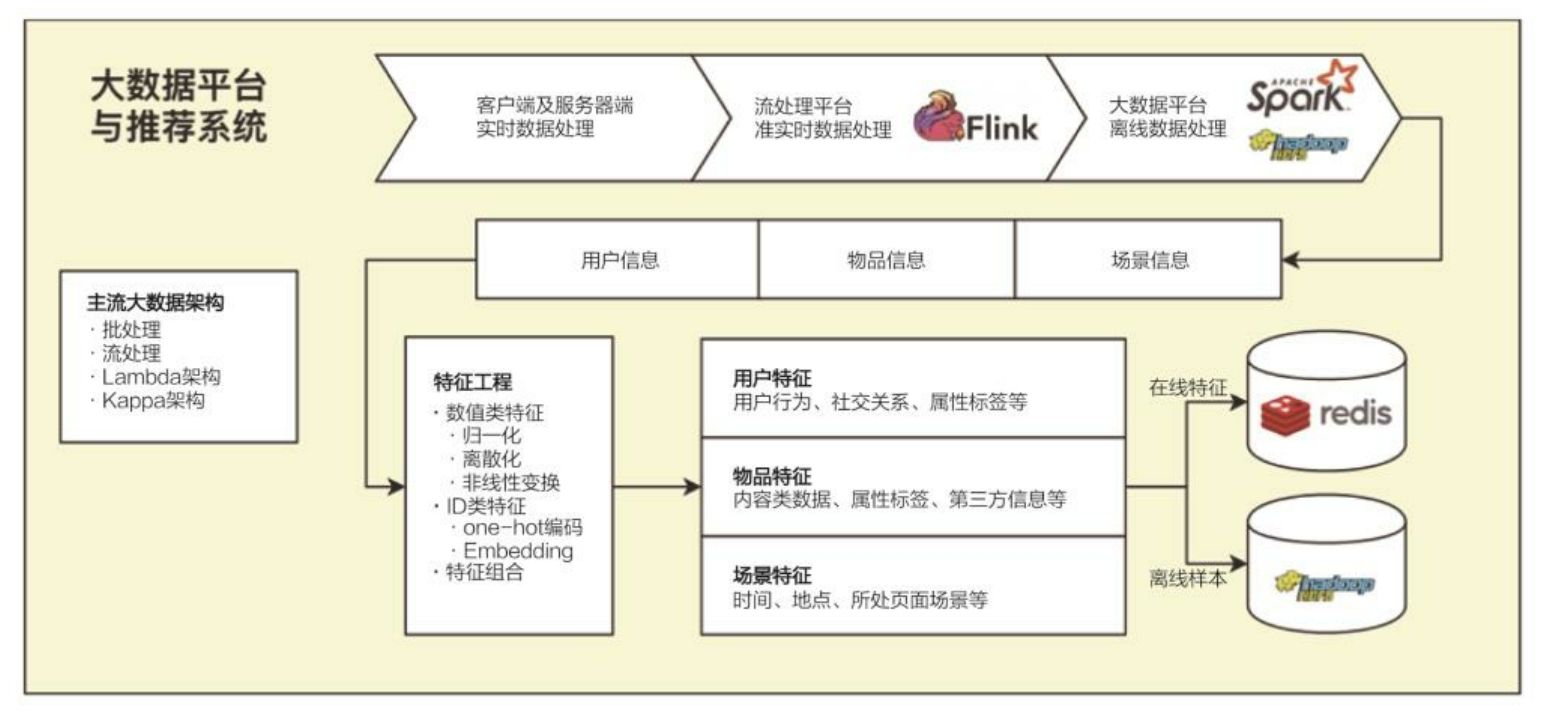 大数据平台
与推荐系统
客户端及服务器端
实时数据处理
流处理平台
准实时数据处理
Flink
大数据平台
离线数据处理
APACHE
Spark
hadoop
用户信息
物品信息
场景信息
主流大数据架构
· 批处理
· 流处理
· Lambda架构
· Kappa架构
特征工程
· 数值类特征
· 归一化
· 离散化
· 非线性变换
· ID类特征
· one-hot编码
· Embedding
· 特征组合
用户特征
用户行为、社交关系、属性标签等
物品特征
内容类数据、属性标签、第三方信息等
场景特征
时间、地点、所处页面场景等
在线特征
redis
离线样本
hadoop